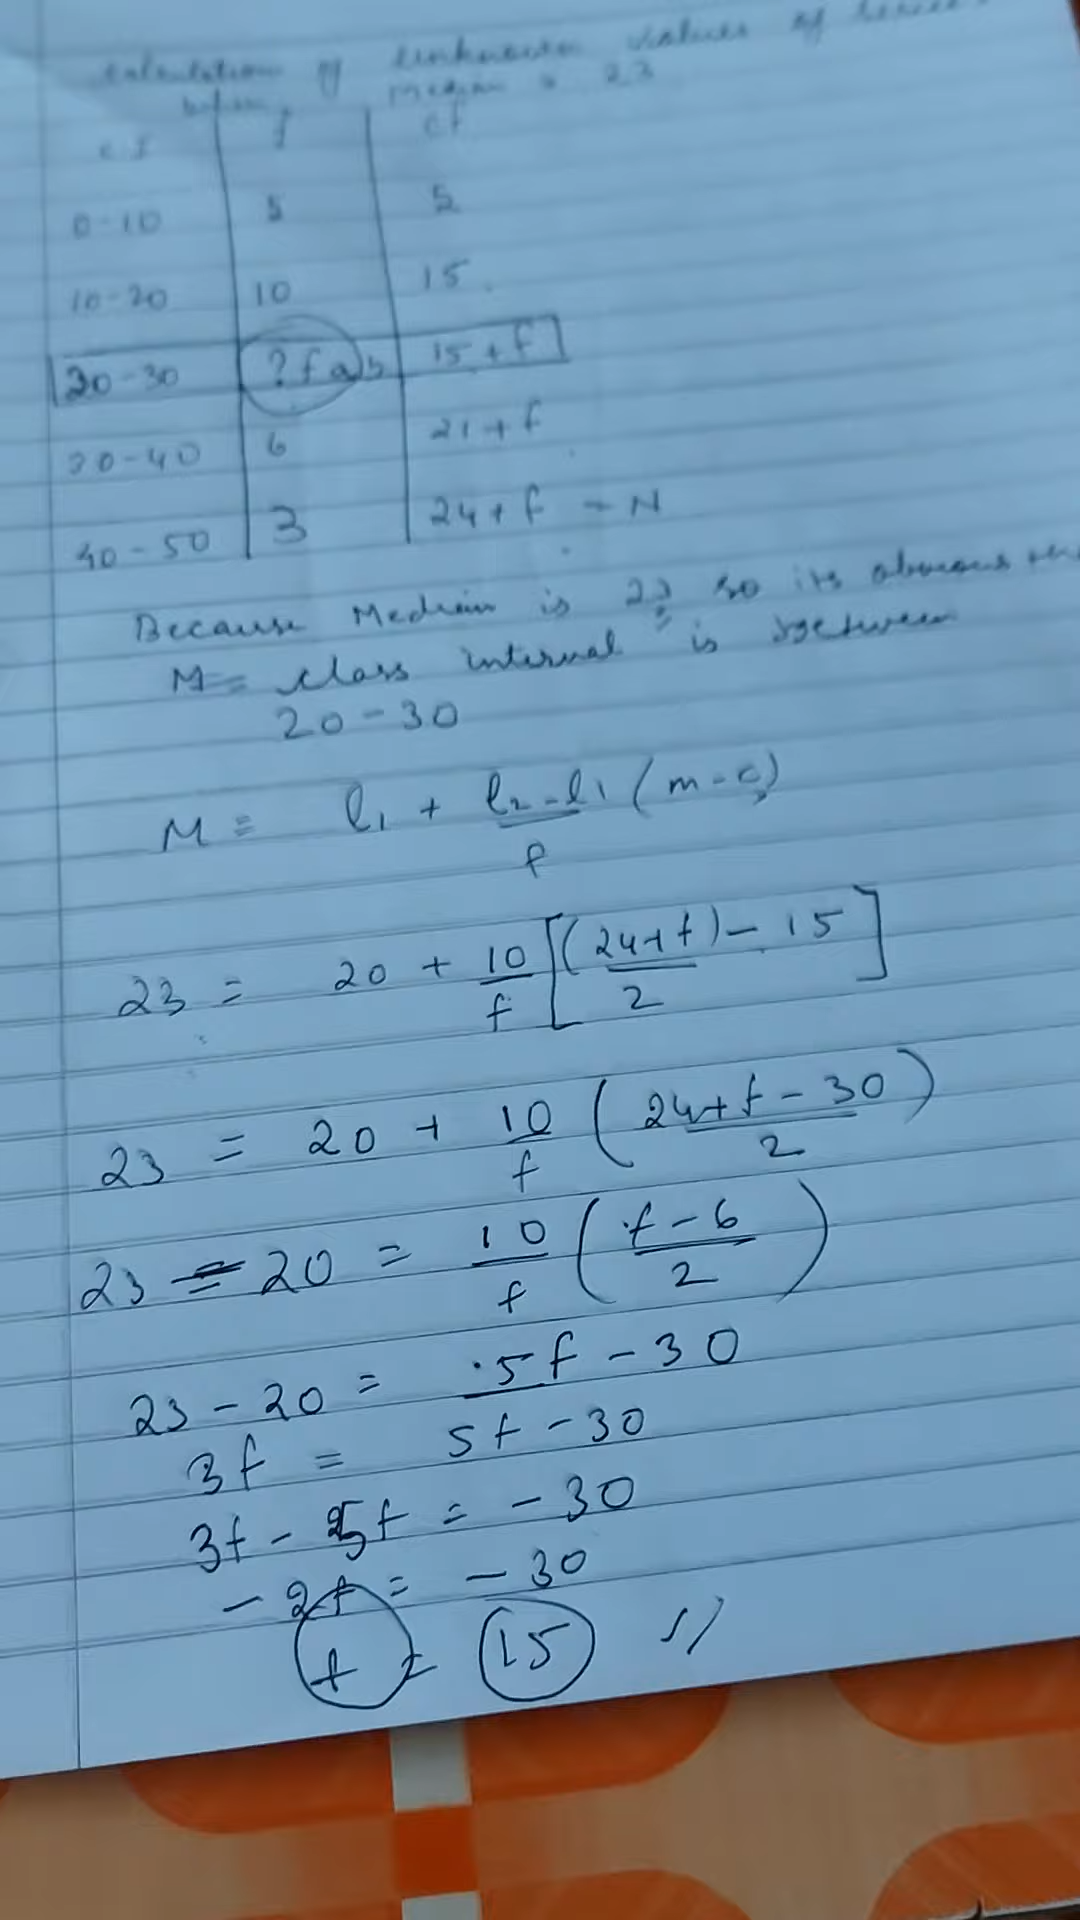 calculation of unknown values of
Median = 23
C.I f cf
0-10 5 5
10-20 10 15
20-30 ? f 15 + f
30-40 6 21 + f
40-50 3 24 + f - N
Because Median is 23 so its
M = class interval is between
20-30
M = l₁ + l₂-l₁/f (m-c)
23 = 20 + 10/f [(24+f)/2 - 15]
23 = 20 + 10/f (24+f-30/2)
23 - 20 = 10/f (f-6/2)
23 - 20 = 5f - 30
3f = 5f - 30
3f - 5f = -30
-2f = -30
f = 15